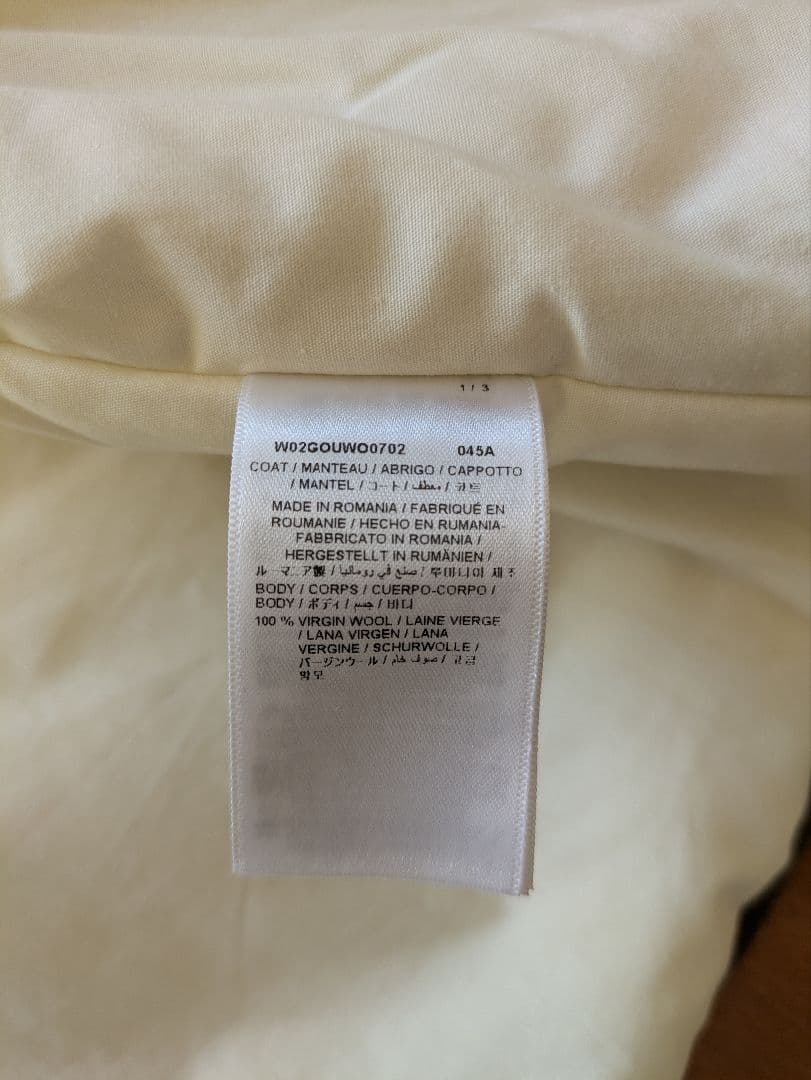 1 / 3
W02GOUWO0702 045A
COAT / MANTEAU / ABRIGO / CAPPOTTO
/ MANTEL / コート / معطف / 코트
MADE IN ROMANIA / FABRIQUÉ EN
ROUMANIE / HECHO EN RUMANIA-
FABBRICATO IN ROMANIA /
HERGESTELLT IN RUMÄNIEN /
ルーマニア製 / صنع في رومانيا / 루마니아 제조
BODY / CORPS / CUERPO-CORPO /
BODY / ボディ / جسم / 바디
100 % VIRGIN WOOL / LAINE VIERGE
/ LANA VIRGEN / LANA
VERGINE / SCHURWOLLE /
バージンウール / صوف خام / 고급
양모